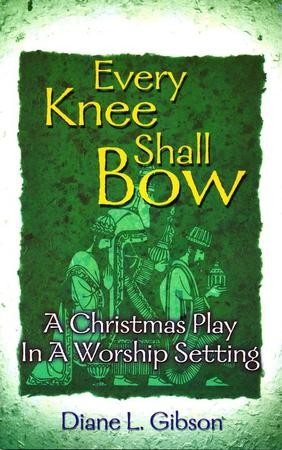 Every
Knee
Shall
Bow
A Christmas Play
In A Worship Setting
Diane L. Gibson